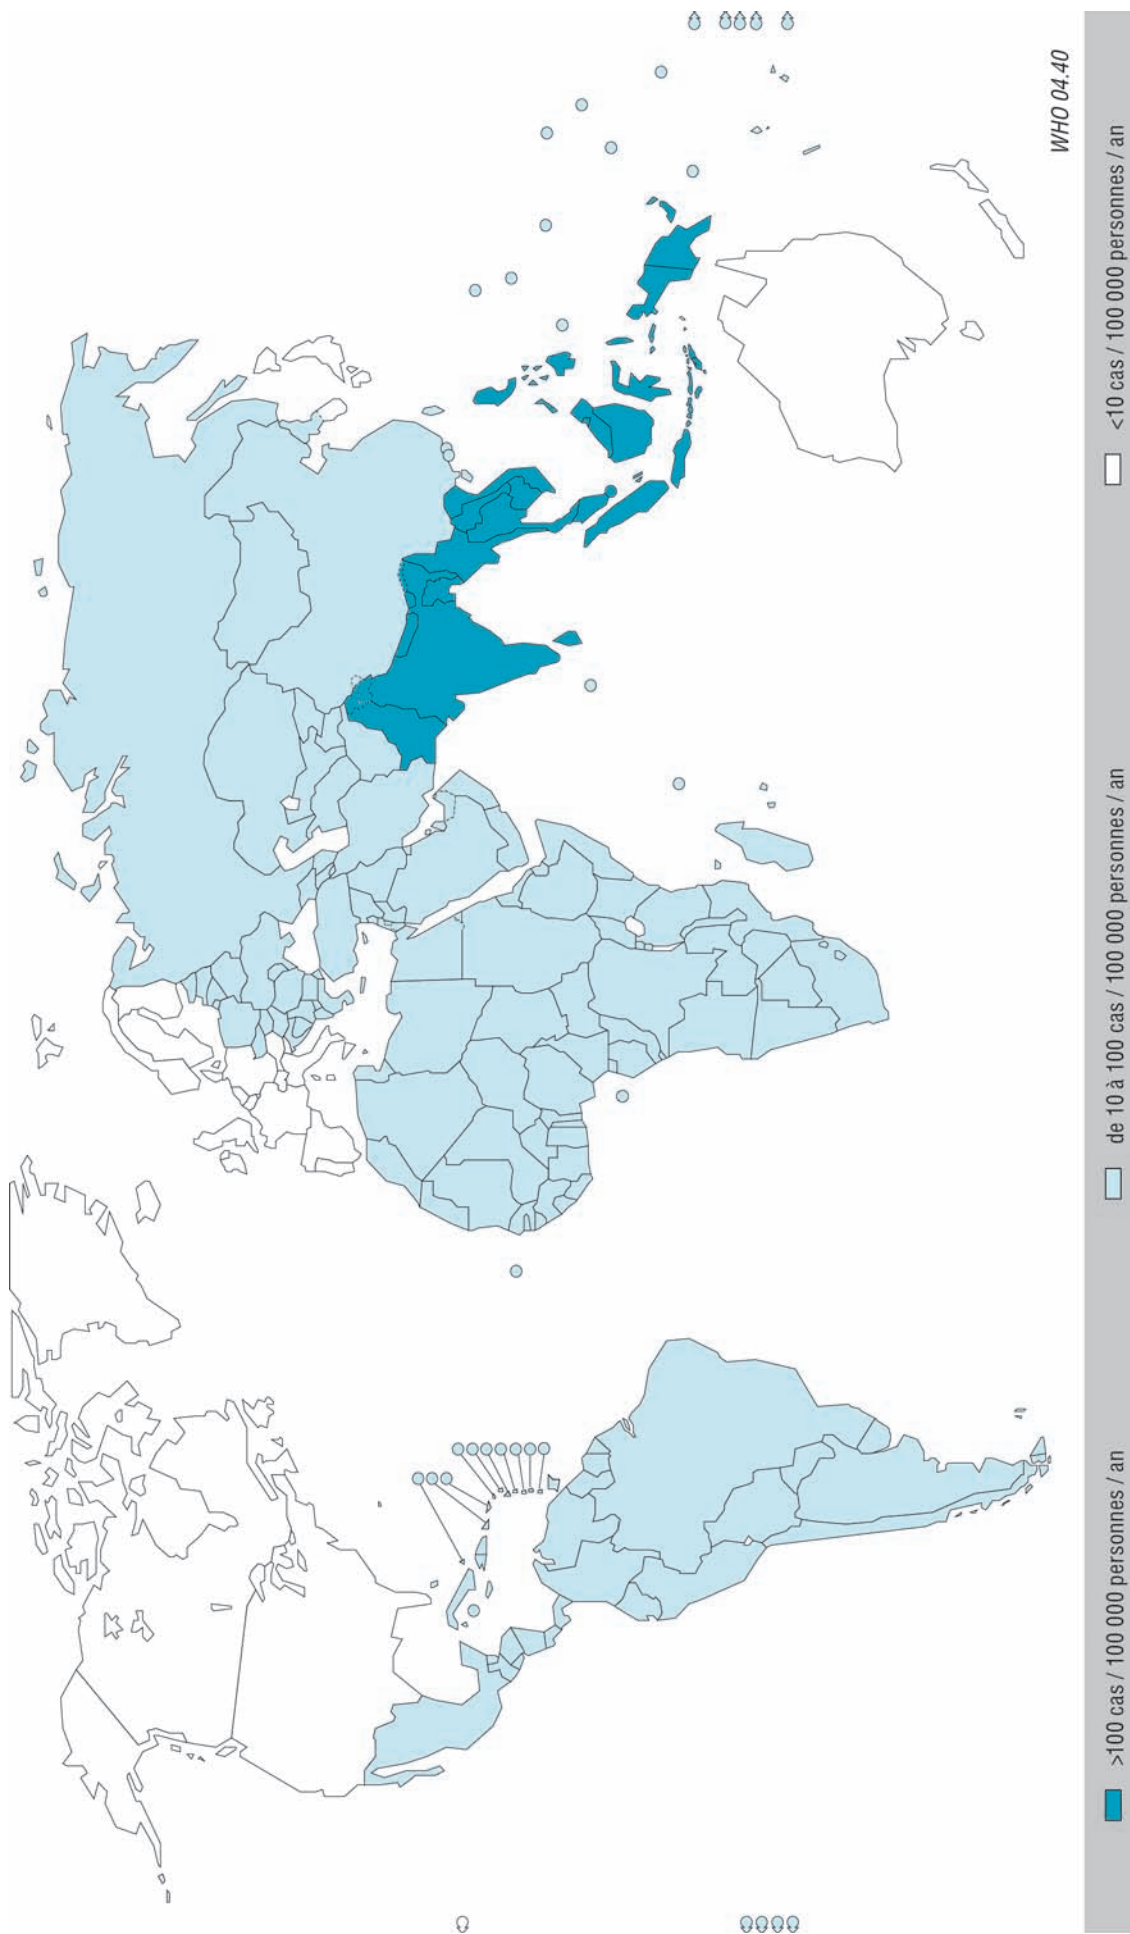 WHO 04.40
>100 cas / 100 000 personnes / an
de 10 à 100 cas / 100 000 personnes / an
<10 cas / 100 000 personnes / an